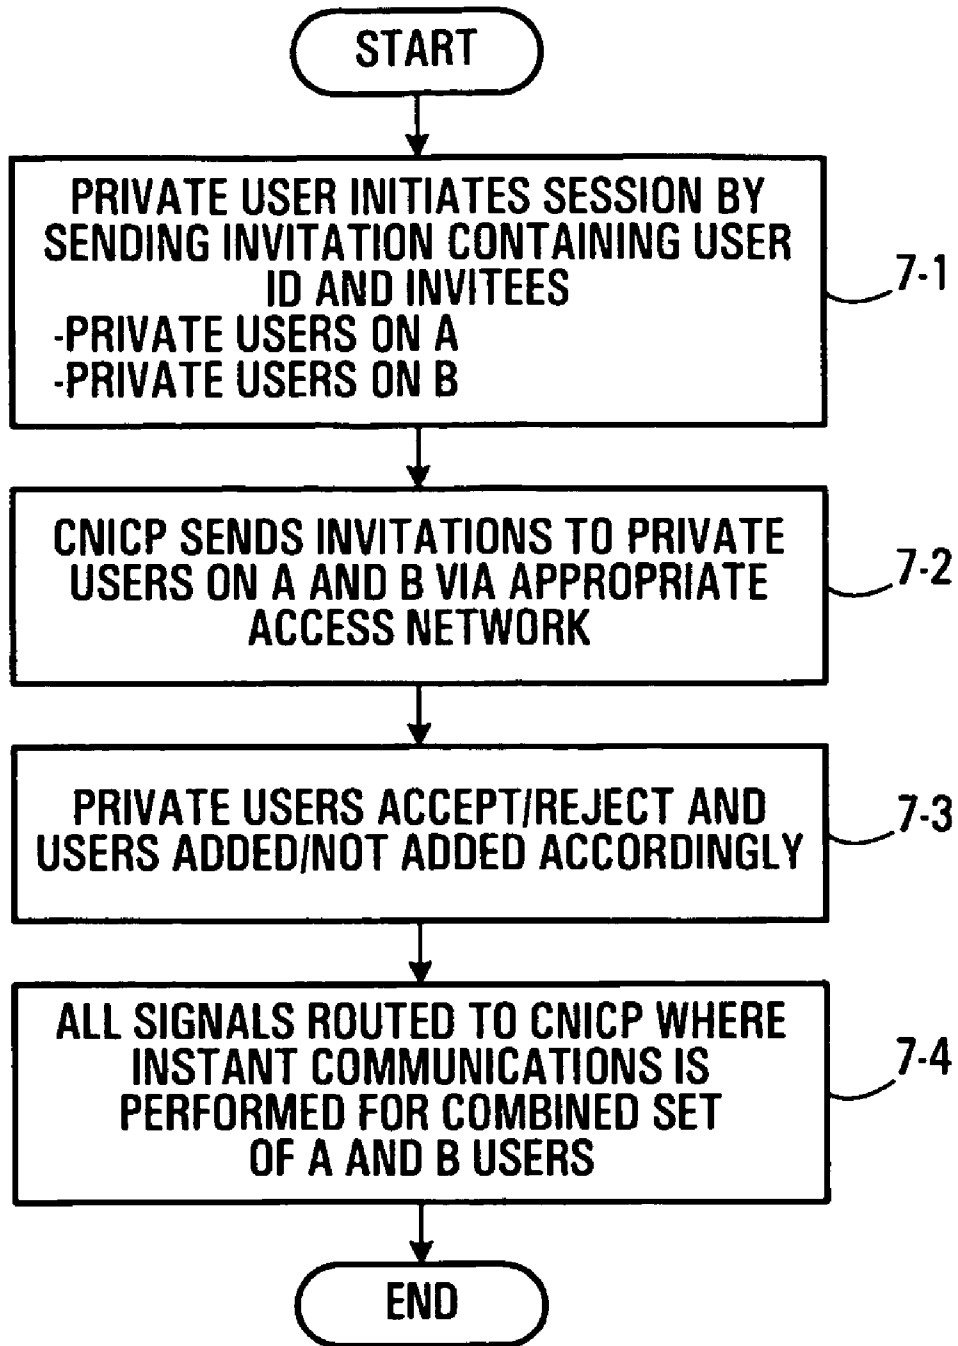 START
PRIVATE USER INITIATES SESSION BY
SENDING INVITATION CONTAINING USER
ID AND INVITEES
-PRIVATE USERS ON A
-PRIVATE USERS ON B
7-1
CNICP SENDS INVITATIONS TO PRIVATE
USERS ON A AND B VIA APPROPRIATE
ACCESS NETWORK
7-2
PRIVATE USERS ACCEPT/REJECT AND
USERS ADDED/NOT ADDED ACCORDINGLY
7-3
ALL SIGNALS ROUTED TO CNICP WHERE
INSTANT COMMUNICATIONS IS
PERFORMED FOR COMBINED SET
OF A AND B USERS
7-4
END